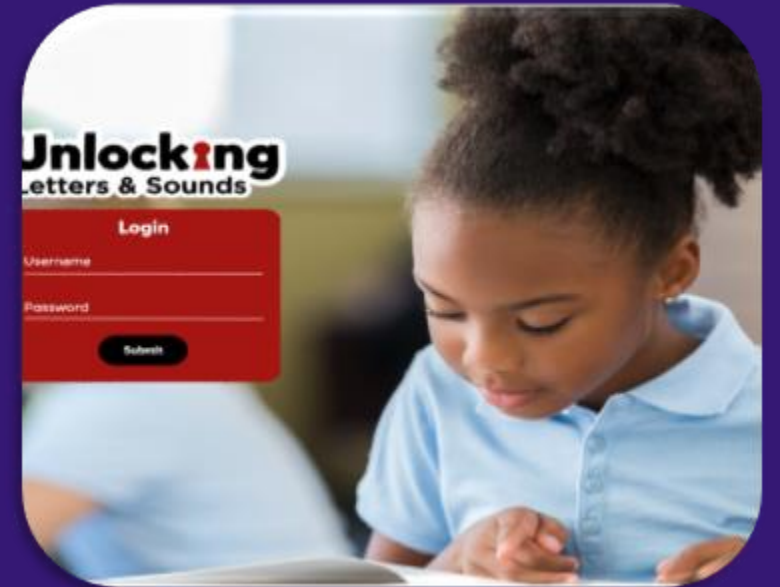 Unlocking
Letters & Sounds
Login
Username
Password
Submit